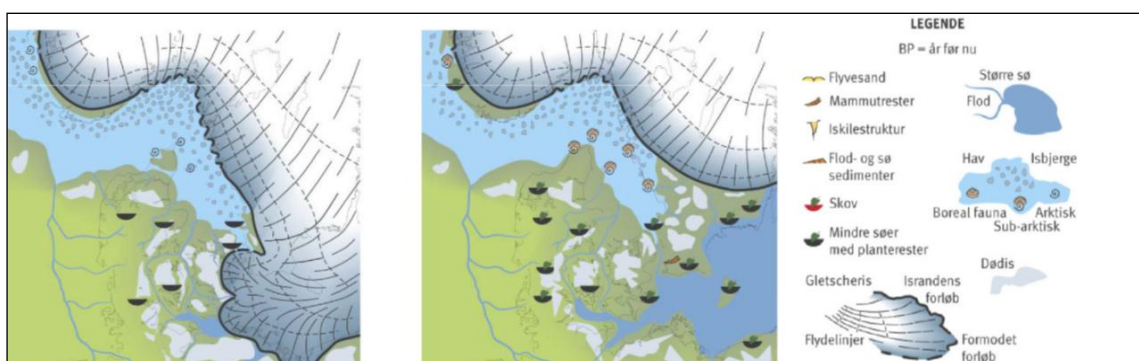 LEGENDE
BP = år før nu
Flyvesand
Mammutrester
Iskilestruktur
Flod- og sø
sedimenter
Skov
Mindre søer
med planterester
Større sø
Flod
Hav
Isbjerge
Boreal fauna
Arktisk
Sub-arktisk
Dødis
Gletscheris
Israndens
forløb
Flydelinjer
Formodet
forløb